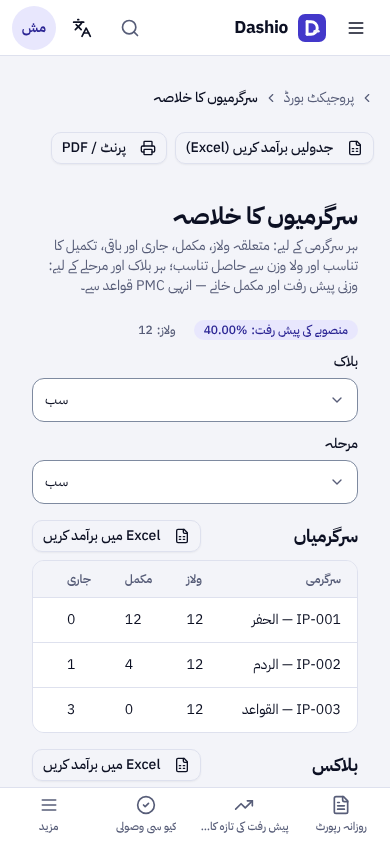 Dashio
مش
پروجیکٹ بورڈ
سرگرمیوں کا خلاصہ
جدولیں برآمد کریں (Excel)
پرنٹ / PDF
سرگرمیوں کا خلاصہ
ہر سرگرمی کے لیے: متعلقہ ولاز، مکمل، جاری اور باقی، تکمیل کا
تناسب اور ولا وزن سے حاصل تناسب؛ ہر بلاک اور مرحلے کے لیے:
وزنی پیش رفت اور مکمل خانے — انہی PMC قواعد سے۔
منصوبے کی پیش رفت: 40.00%
ولاز: 12
بلاک
سب
مرحلہ
سب
سرگرمیاں
Excel میں برآمد کریں
سرگرمی ولاز مکمل جاری
IP-001 — الحفر 12 12 0
IP-002 — الردم 12 4 1
IP-003 — القواعد 12 0 3
بلاکس
Excel میں برآمد کریں
روزانہ رپورٹ
پیش رفت کی تازہ کا...
کیو سی وصولی
مزید